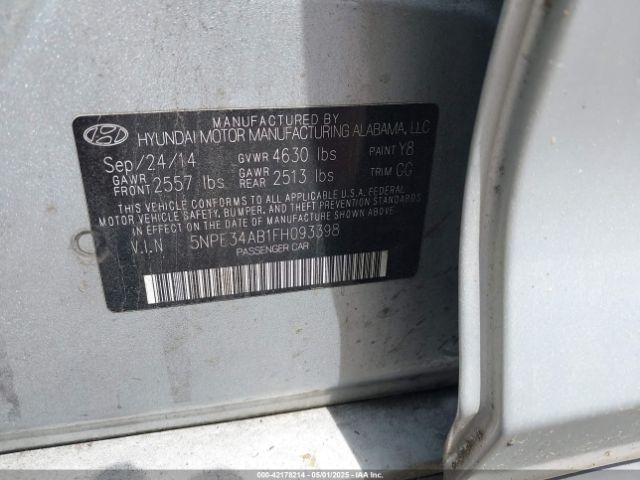 MANUFACTURED BY
HYUNDAI MOTOR MANUFACTURING ALABAMA, LLC
Sep/24/14 GVWR 4630 lbs PAINT Y8
GAWR FRONT 2557 lbs GAWR REAR 2513 lbs TRIM GG
THIS VEHICLE CONFORMS TO ALL APPLICABLE U.S.A. FEDERAL
MOTOR VEHICLE SAFETY, BUMPER, AND THEFT PREVENTION STANDARDS
IN EFFECT ON THE DATE OF MANUFACTURE SHOWN ABOVE.
V.I.N 5NPE34AB1FH093398
PASSENGER CAR
000-42178214 - 05/01/2025 - IAAI.COM